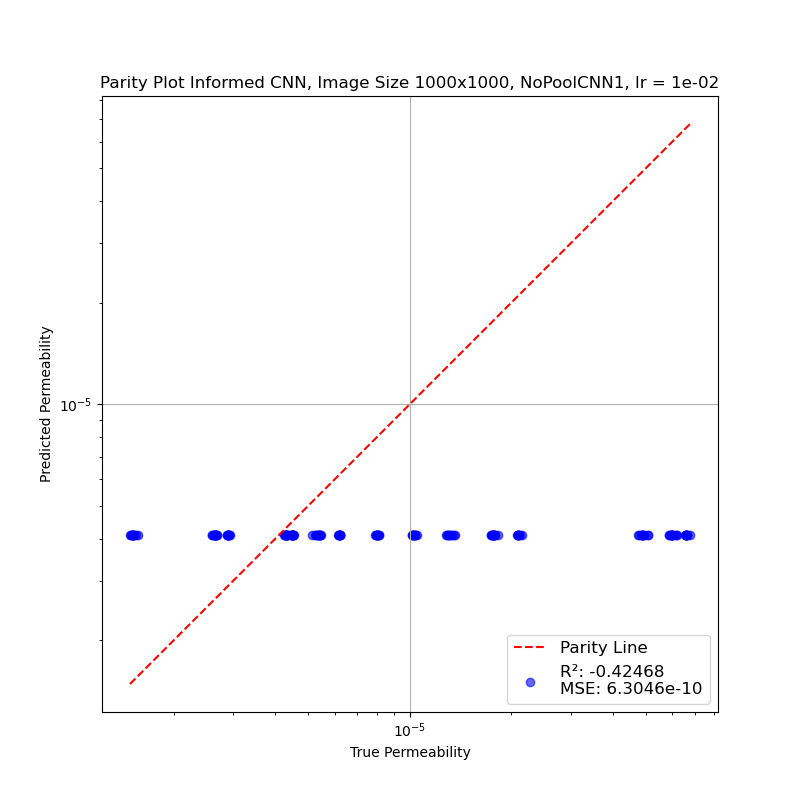 Parity Plot Informed CNN, Image Size 1000x1000, NoPoolCNN1, lr = 1e-02
Predicted Permeability
10⁻⁵
Parity Line
R²: -0.42468
MSE: 6.3046e-10
10⁻⁵
True Permeability